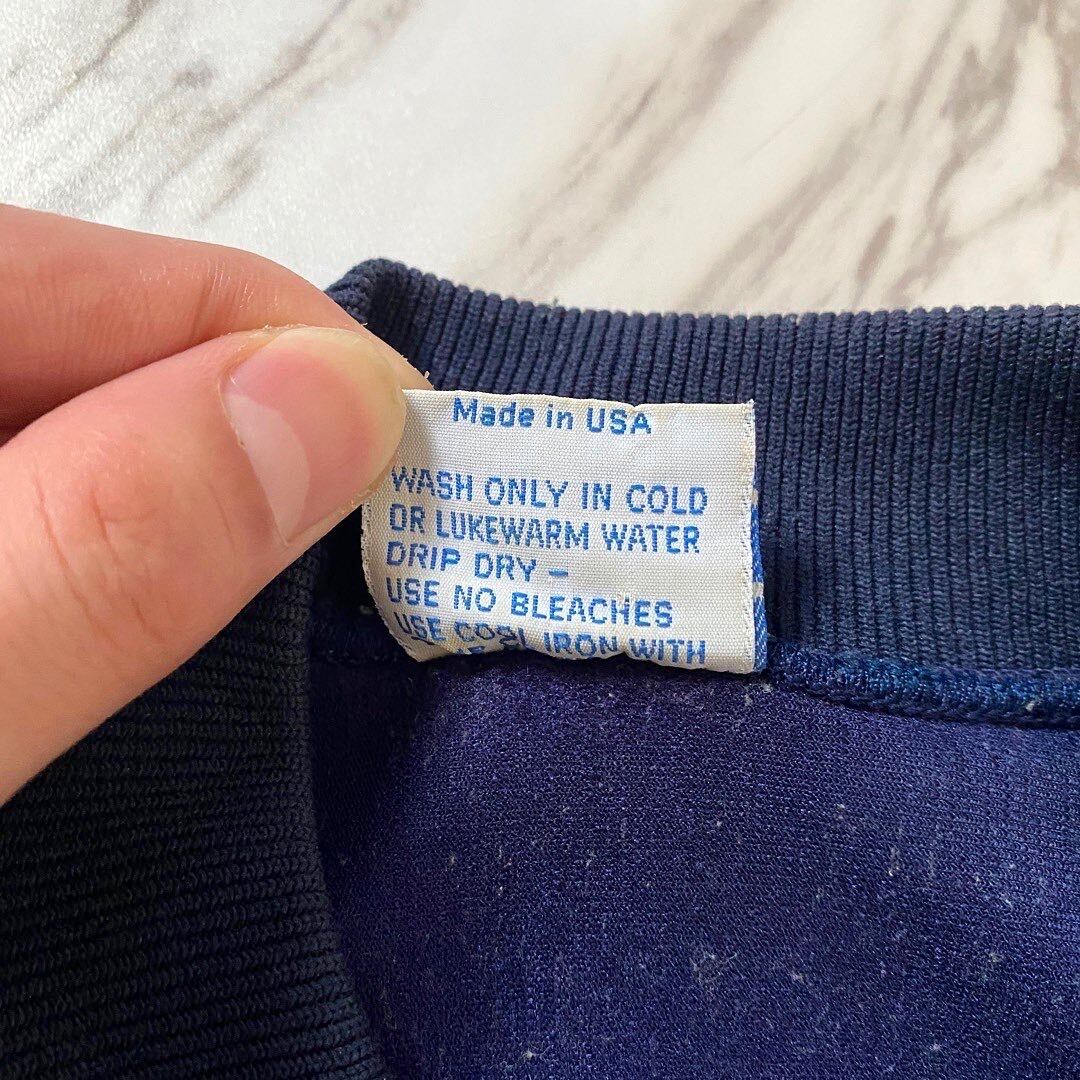 Made in USA
WASH ONLY IN COLD
OR LUKEWARM WATER
DRIP DRY –
USE NO BLEACHES
USE COOL IRON WITH